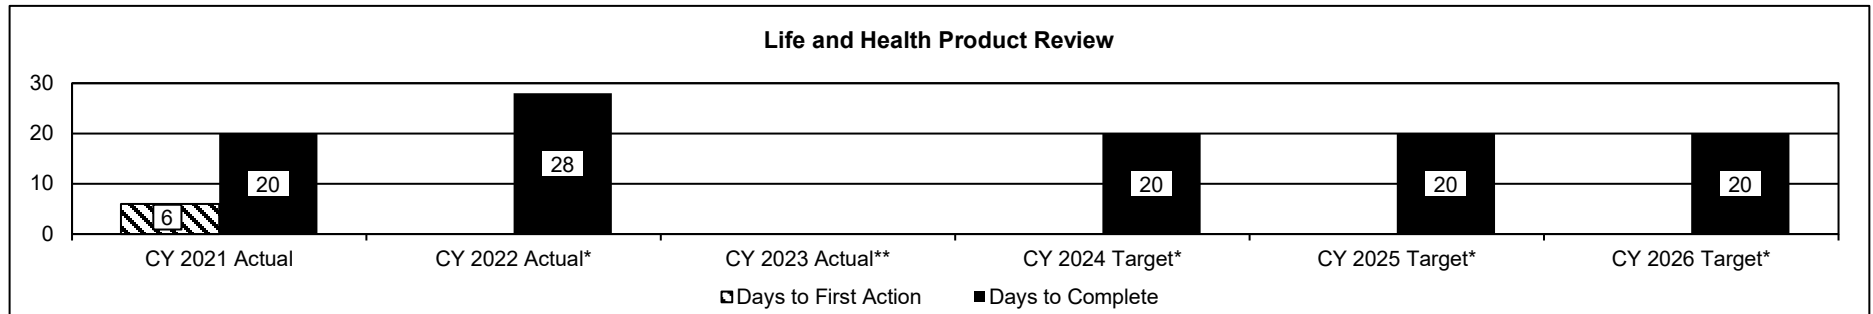 Life and Health Product Review
30
20
10
0
6
20
28
20
20
20
CY 2021 Actual
CY 2022 Actual*
CY 2023 Actual**
CY 2024 Target*
CY 2025 Target*
CY 2026 Target*
Days to First Action
Days to Complete